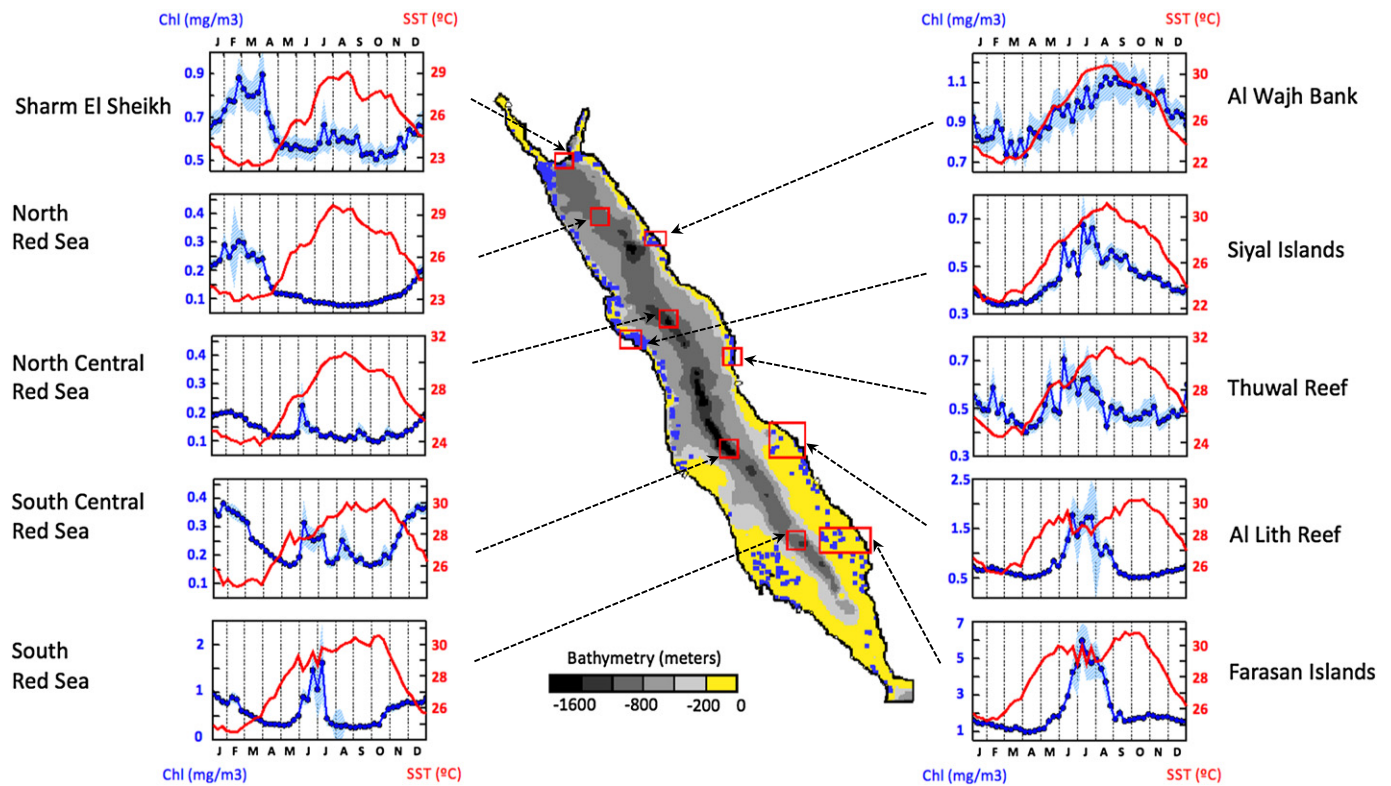 Chl (mg/m3) SST (ºC)
J F M A M J J A S O N D
Sharm El Sheikh
0.9
0.7
0.5
29
26
23
North
Red Sea
0.4
0.3
0.2
0.1
29
26
23
North Central
Red Sea
0.4
0.3
0.2
0.1
32
28
24
South Central
Red Sea
0.4
0.3
0.2
0.1
30
28
26
South
Red Sea
2
1
0
30
28
26
J F M A M J J A S O N D
Chl (mg/m3) SST (ºC)
Bathymetry (meters)
-1600 -800 -200 0
Chl (mg/m3) SST (ºC)
J F M A M J J A S O N D
Al Wajh Bank
1.1
0.9
0.7
30
26
22
Siyal Islands
0.7
0.5
0.3
30
28
26
24
22
Thuwal Reef
0.7
0.5
0.3
32
28
26
24
Al Lith Reef
2.5
1.5
0.5
30
28
26
Farasan Islands
7
5
3
1
30
28
26
J F M A M J J A S O N D
Chl (mg/m3) SST (ºC)